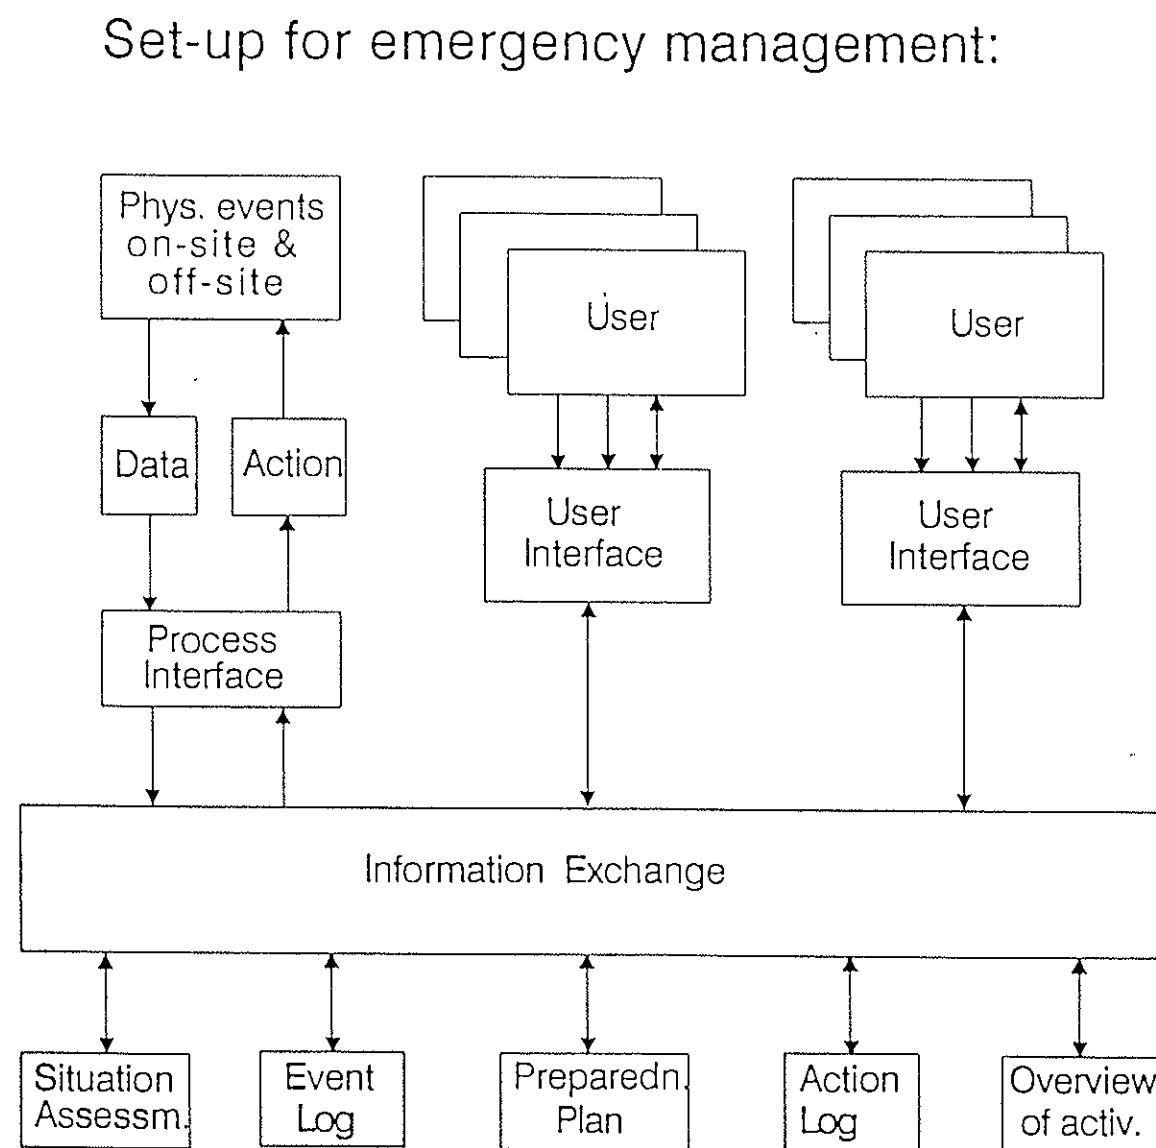 Set-up for emergency management:
Phys. events
on-site &
off-site
User
User
Data
Action
User
Interface
User
Interface
Process
Interface
Information Exchange
Situation
Assessm.
Event
Log
Preparedn.
Plan
Action
Log
Overview
of activ.